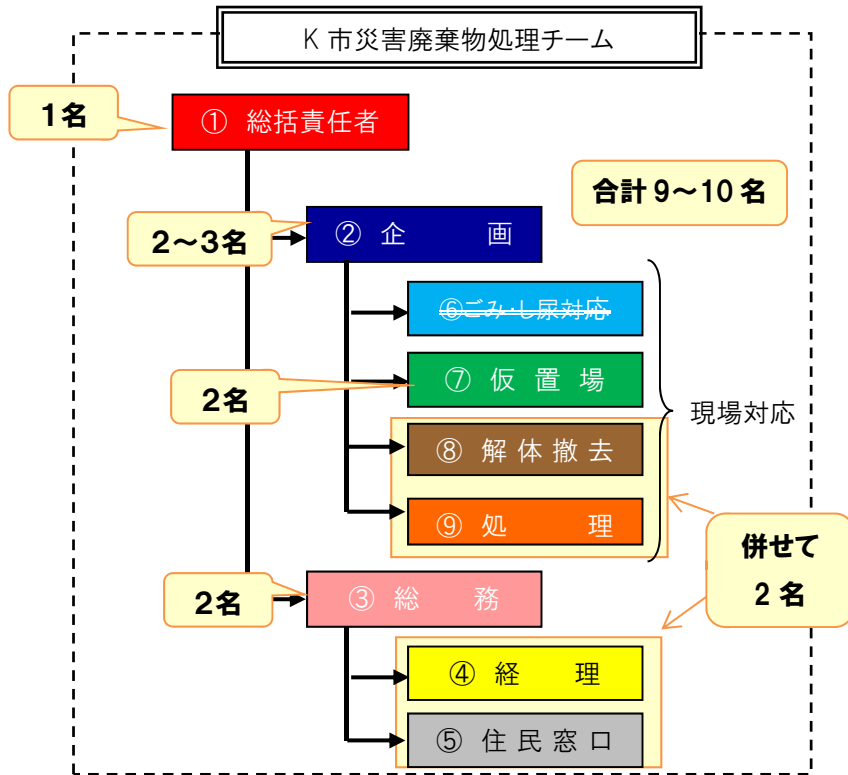 K 市災害廃棄物処理チーム
1名
① 総括責任者
合計 9~10 名
2~3名
② 企 画
⑥ごみ・し尿対応
2名
⑦ 仮 置 場
現場対応
⑧ 解 体 撤 去
⑨ 処 理
併せて
2 名
2名
③ 総 務
④ 経 理
⑤ 住 民 窓 口